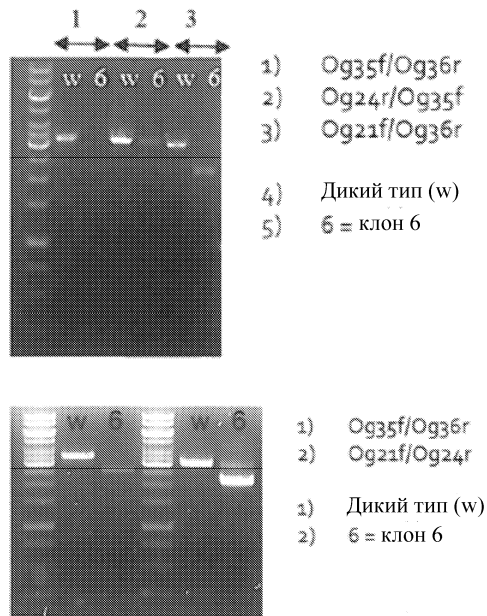 1 2 3
w 6 w 6 w 6
1) Og35f/Og36r
2) Og24r/Og35f
3) Og21f/Og36r
4) Дикий тип (w)
5) 6 = клон 6
w 6 w 6
1) Og35f/Og36r
2) Og21f/Og24r
1) Дикий тип (w)
2) 6 = клон 6